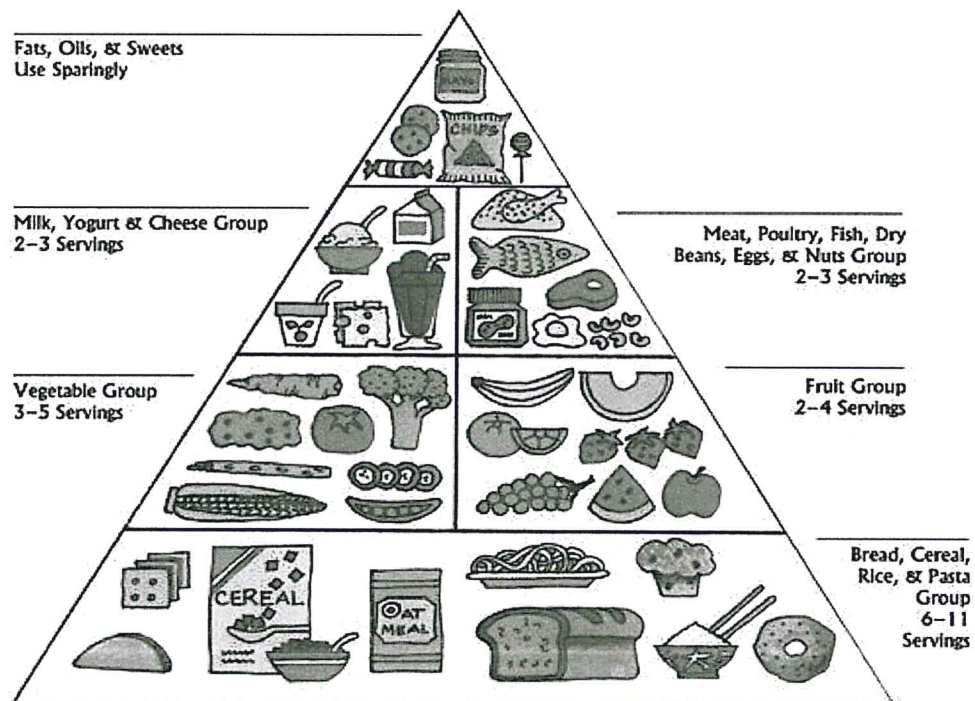 Fats, Oils, & Sweets
Use Sparingly
MAYO
CHIPS
Milk, Yogurt & Cheese Group
2–3 Servings
Meat, Poultry, Fish, Dry
Beans, Eggs, & Nuts Group
2–3 Servings
Vegetable Group
3–5 Servings
Fruit Group
2–4 Servings
Bread, Cereal,
Rice, & Pasta
Group
6–11
Servings
CEREAL
OAT
MEAL